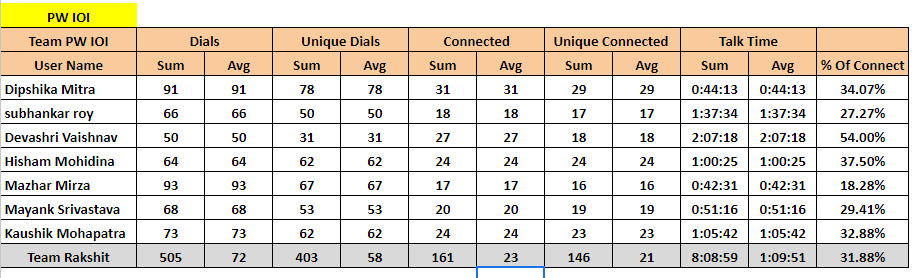 PW IOI
Team PW IOI Dials Unique Dials Connected Unique Connected Talk Time
User Name Sum Avg Sum Avg Sum Avg Sum Avg Sum Avg % Of Connect
Dipshika Mitra 91 91 78 78 31 31 29 29 0:44:13 0:44:13 34.07%
subhankar roy 66 66 50 50 18 18 17 17 1:37:34 1:37:34 27.27%
Devashri Vaishnav 50 50 31 31 27 27 18 18 2:07:18 2:07:18 54.00%
Hisham Mohidina 64 64 62 62 24 24 24 24 1:00:25 1:00:25 37.50%
Mazhar Mirza 93 93 67 67 17 17 16 16 0:42:31 0:42:31 18.28%
Mayank Srivastava 68 68 53 53 20 20 19 19 0:51:16 0:51:16 29.41%
Kaushik Mohapatra 73 73 62 62 24 24 23 23 1:05:42 1:05:42 32.88%
Team Rakshit 505 72 403 58 161 23 146 21 8:08:59 1:09:51 31.88%